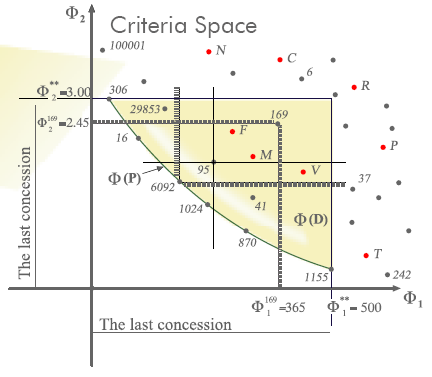 Φ₂
Criteria Space
100001
N
C
6
R
Φ₂** =3.00
306
29853
169
Φ₂¹⁶⁹ =2.45
F
16
P
M
95
V
Φ(P)
37
6092
41
1024
Φ(D)
870
T
1155
242
Φ₁
Φ₁¹⁶⁹ =365
Φ₁** = 500
The last concession
The last concession